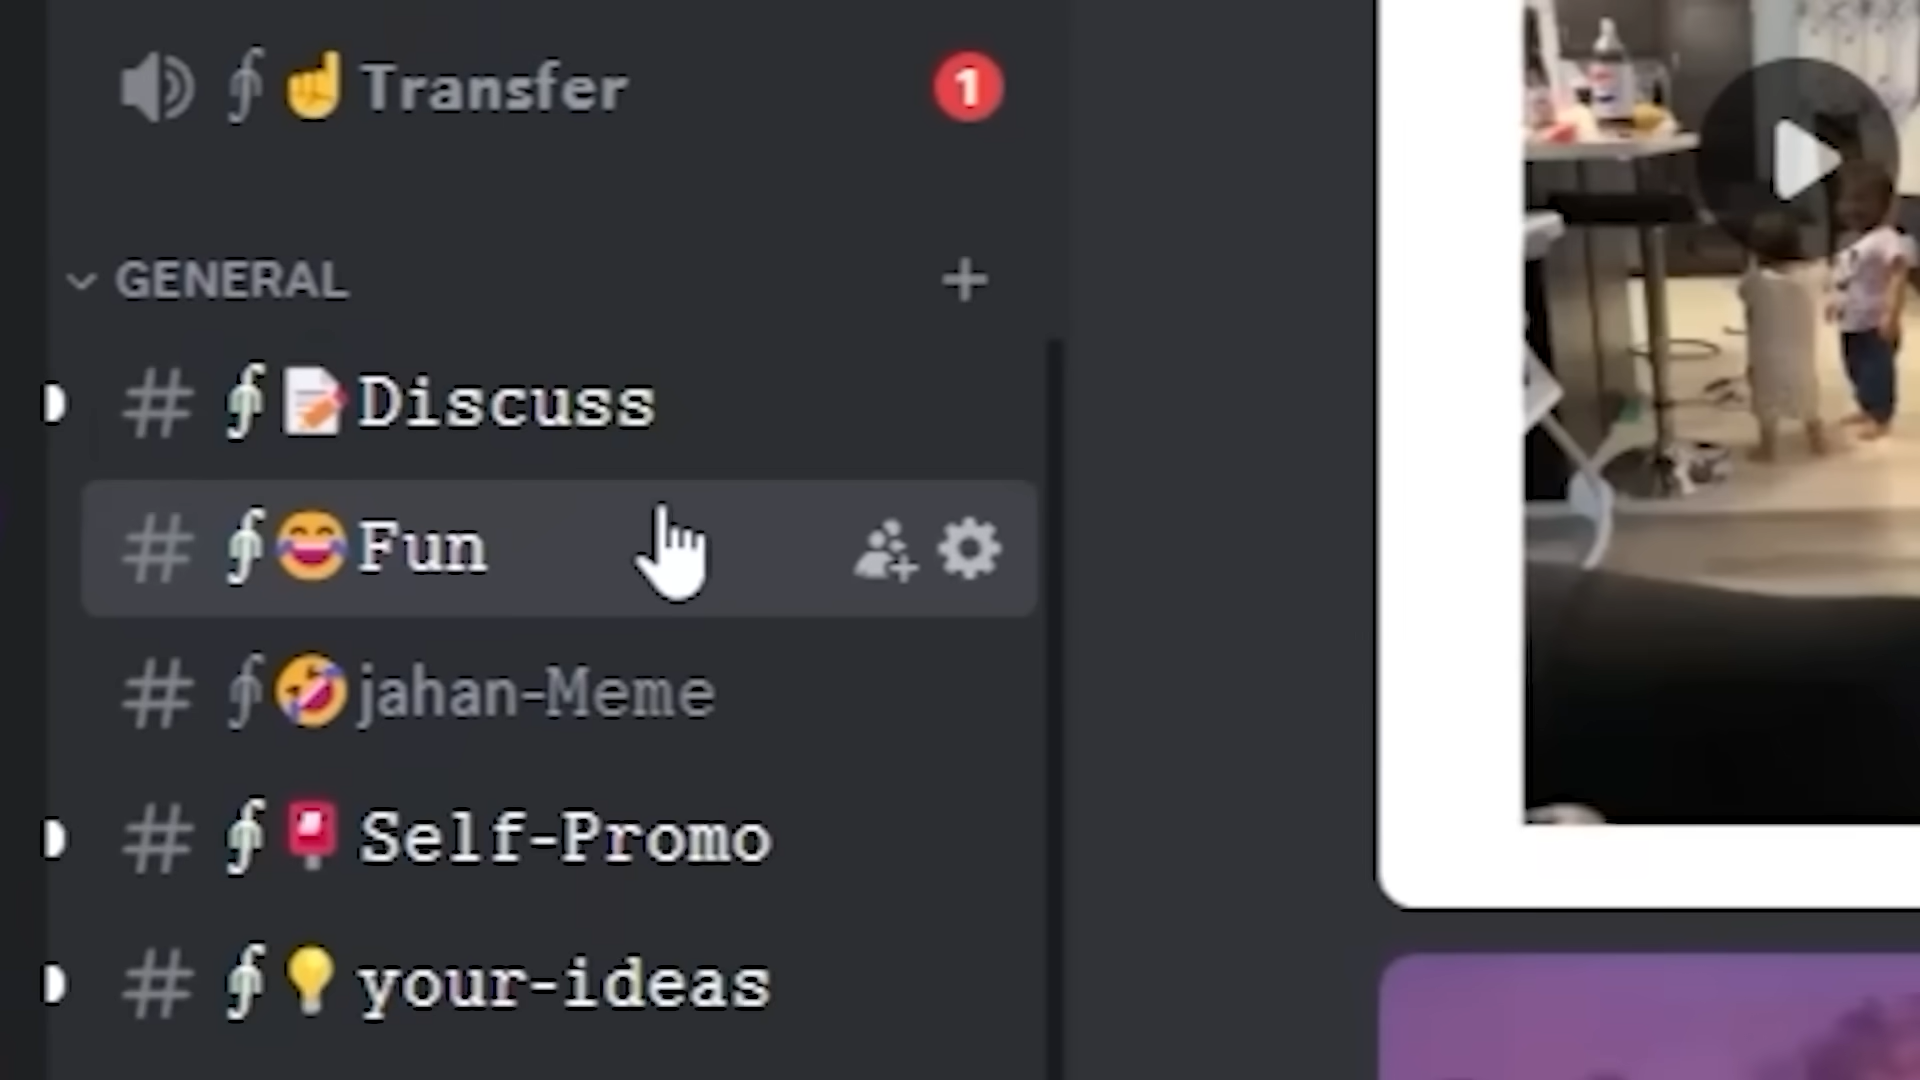 ∮☝Transfer 1
GENERAL
# ∮📝Discuss
# ∮😂Fun
# ∮🤣jahan-Meme
# ∮📮Self-Promo
# ∮💡your-ideas